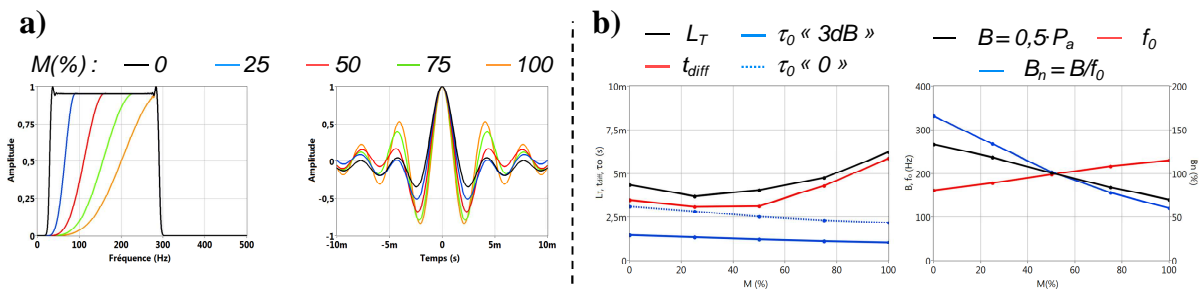 a)
M(%) : 0 25 50 75 100
Amplitude
1
0,75
0,5
0,25
0
0 100 200 300 400 500
Fréquence (Hz)
Amplitude
1
0,5
0
-0,5
-1
-10m -5m 0 5m 10m
Temps (s)
b)
L_T τ_0 « 3dB »
t_diff τ_0 « 0 »
L_T, t_diff, τ_0 (s)
10m
7,5m
5m
2,5m
0
0 20 40 60 80 100
M (%)
B = 0,5·P_a f_0
B_n = B/f_0
B, f_0 (Hz)
400
300
200
100
0
0 20 40 60 80 100
M(%)
200
150
100
50
0
Bn (%)